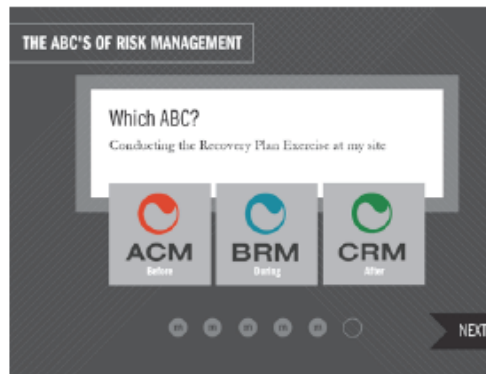 THE ABC'S OF RISK MANAGEMENT
Which ABC?
Conducting the Recovery Plan Exercise at my site
ACM
Before
BRM
During
CRM
After
NEXT